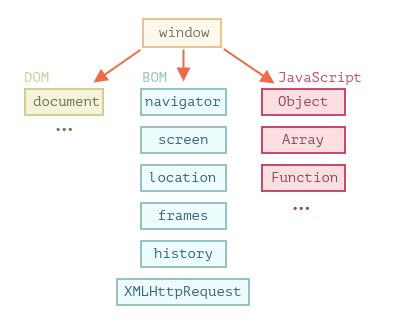 window
DOM
BOM
JavaScript
document
navigator
Object
...
screen
Array
location
Function
frames
...
history
XMLHttpRequest